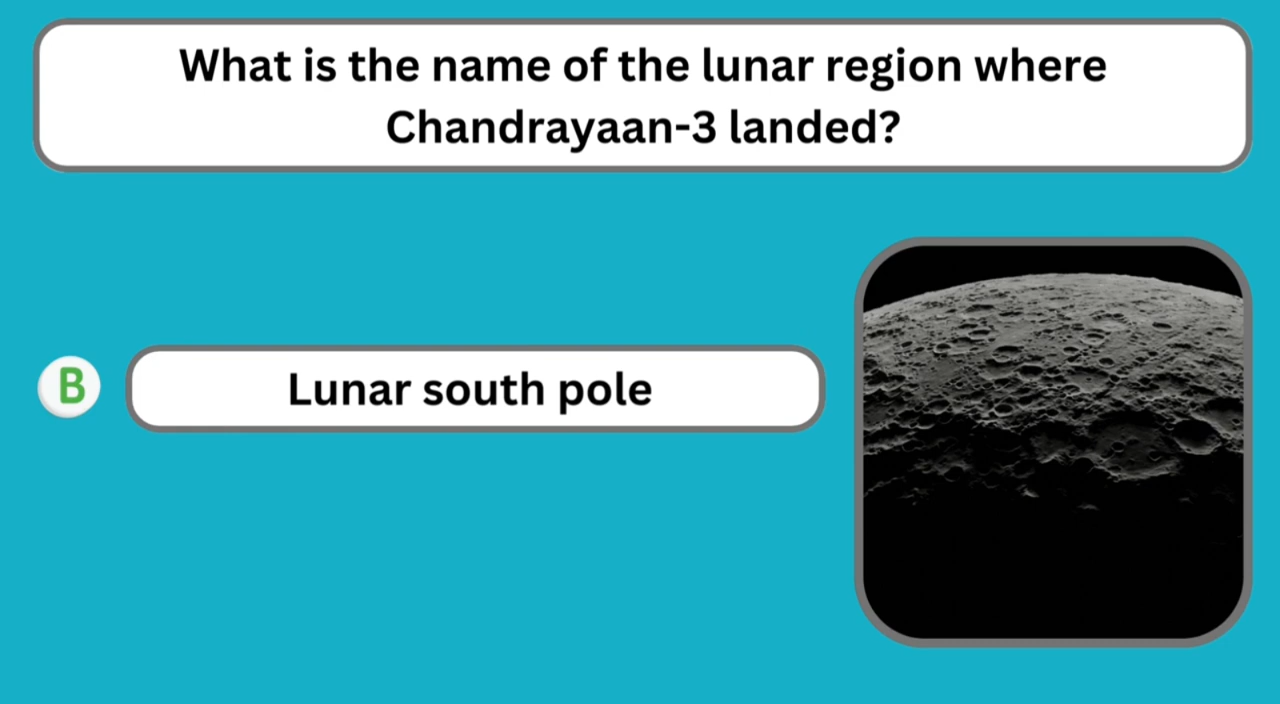 What is the name of the lunar region where
Chandrayaan-3 landed?
B
Lunar south pole